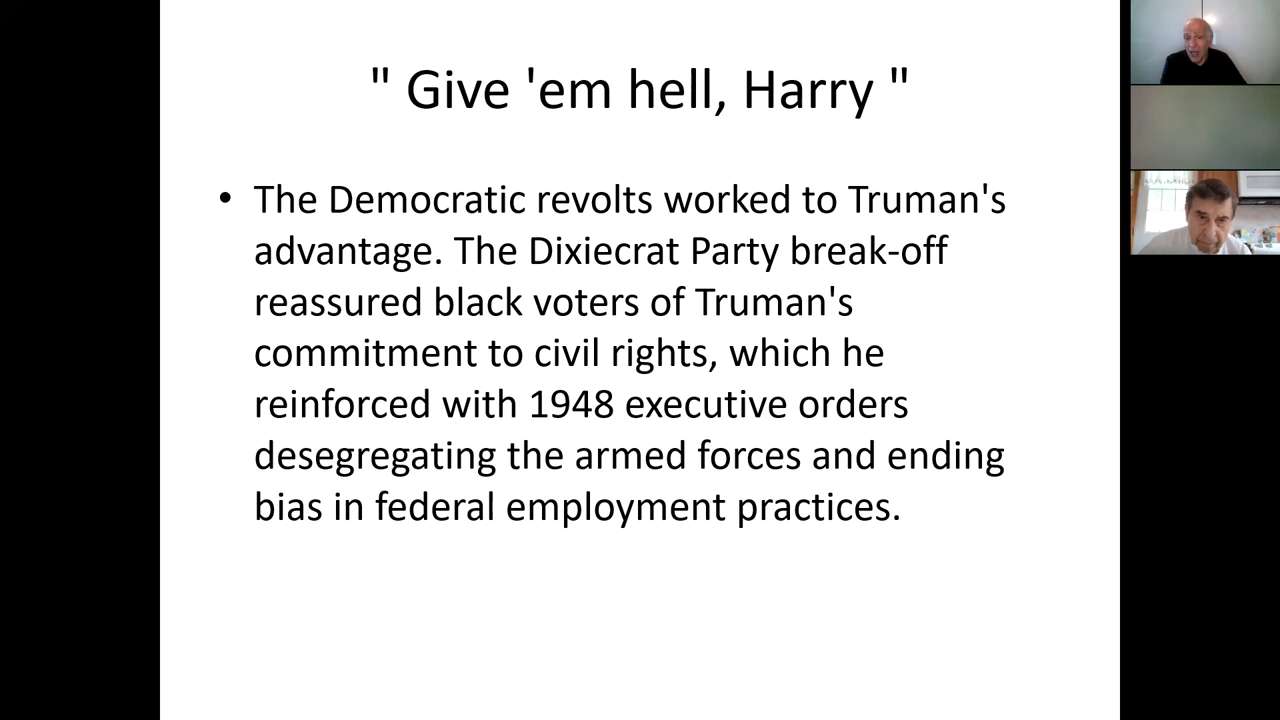 " Give 'em hell, Harry "
• The Democratic revolts worked to Truman's
advantage. The Dixiecrat Party break-off
reassured black voters of Truman's
commitment to civil rights, which he
reinforced with 1948 executive orders
desegregating the armed forces and ending
bias in federal employment practices.